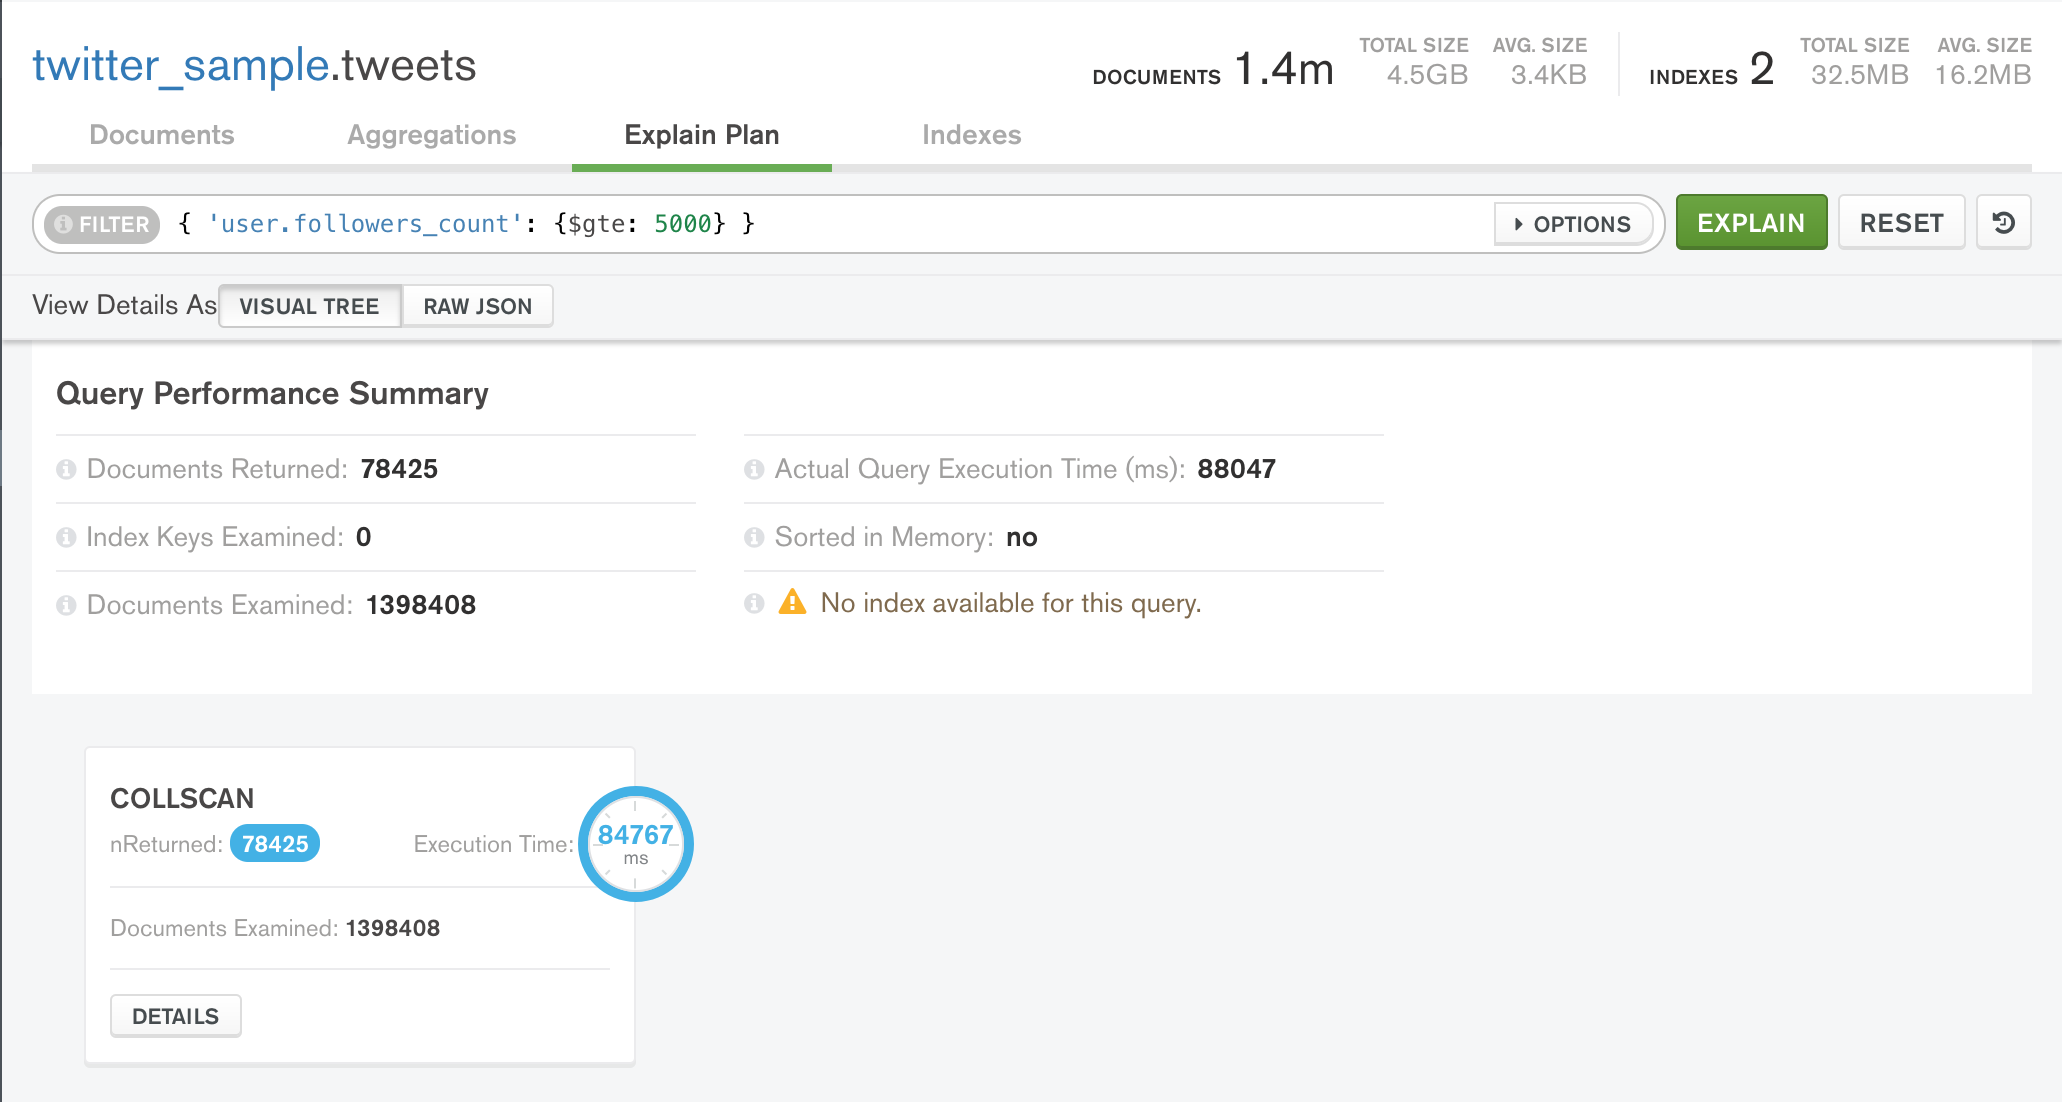 twitter_sample.tweets
DOCUMENTS 1.4m TOTAL SIZE 4.5GB AVG. SIZE 3.4KB INDEXES 2 TOTAL SIZE 32.5MB AVG. SIZE 16.2MB
Documents Aggregations Explain Plan Indexes
FILTER { 'user.followers_count': {$gte: 5000} } OPTIONS EXPLAIN RESET
View Details As VISUAL TREE RAW JSON
Query Performance Summary
Documents Returned: 78425
Index Keys Examined: 0
Documents Examined: 1398408
Actual Query Execution Time (ms): 88047
Sorted in Memory: no
No index available for this query.
COLLSCAN
nReturned: 78425 Execution Time: 84767 ms
Documents Examined: 1398408
DETAILS